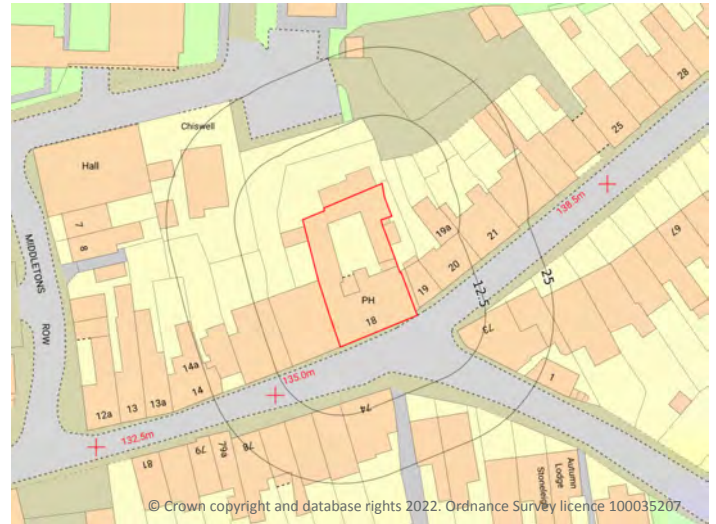 Chiswell
Hall
7
8
MIDDLETONS
ROW
12a
13
13a
14a
14
PH
18
19
19a
20
21
25
28
138.5m
12.5
25
135.0m
132.5m
67
73
1
74
78
79a
79
81
Autumn
Lodge
Stoneleigh
© Crown copyright and database rights 2022. Ordnance Survey licence 100035207.